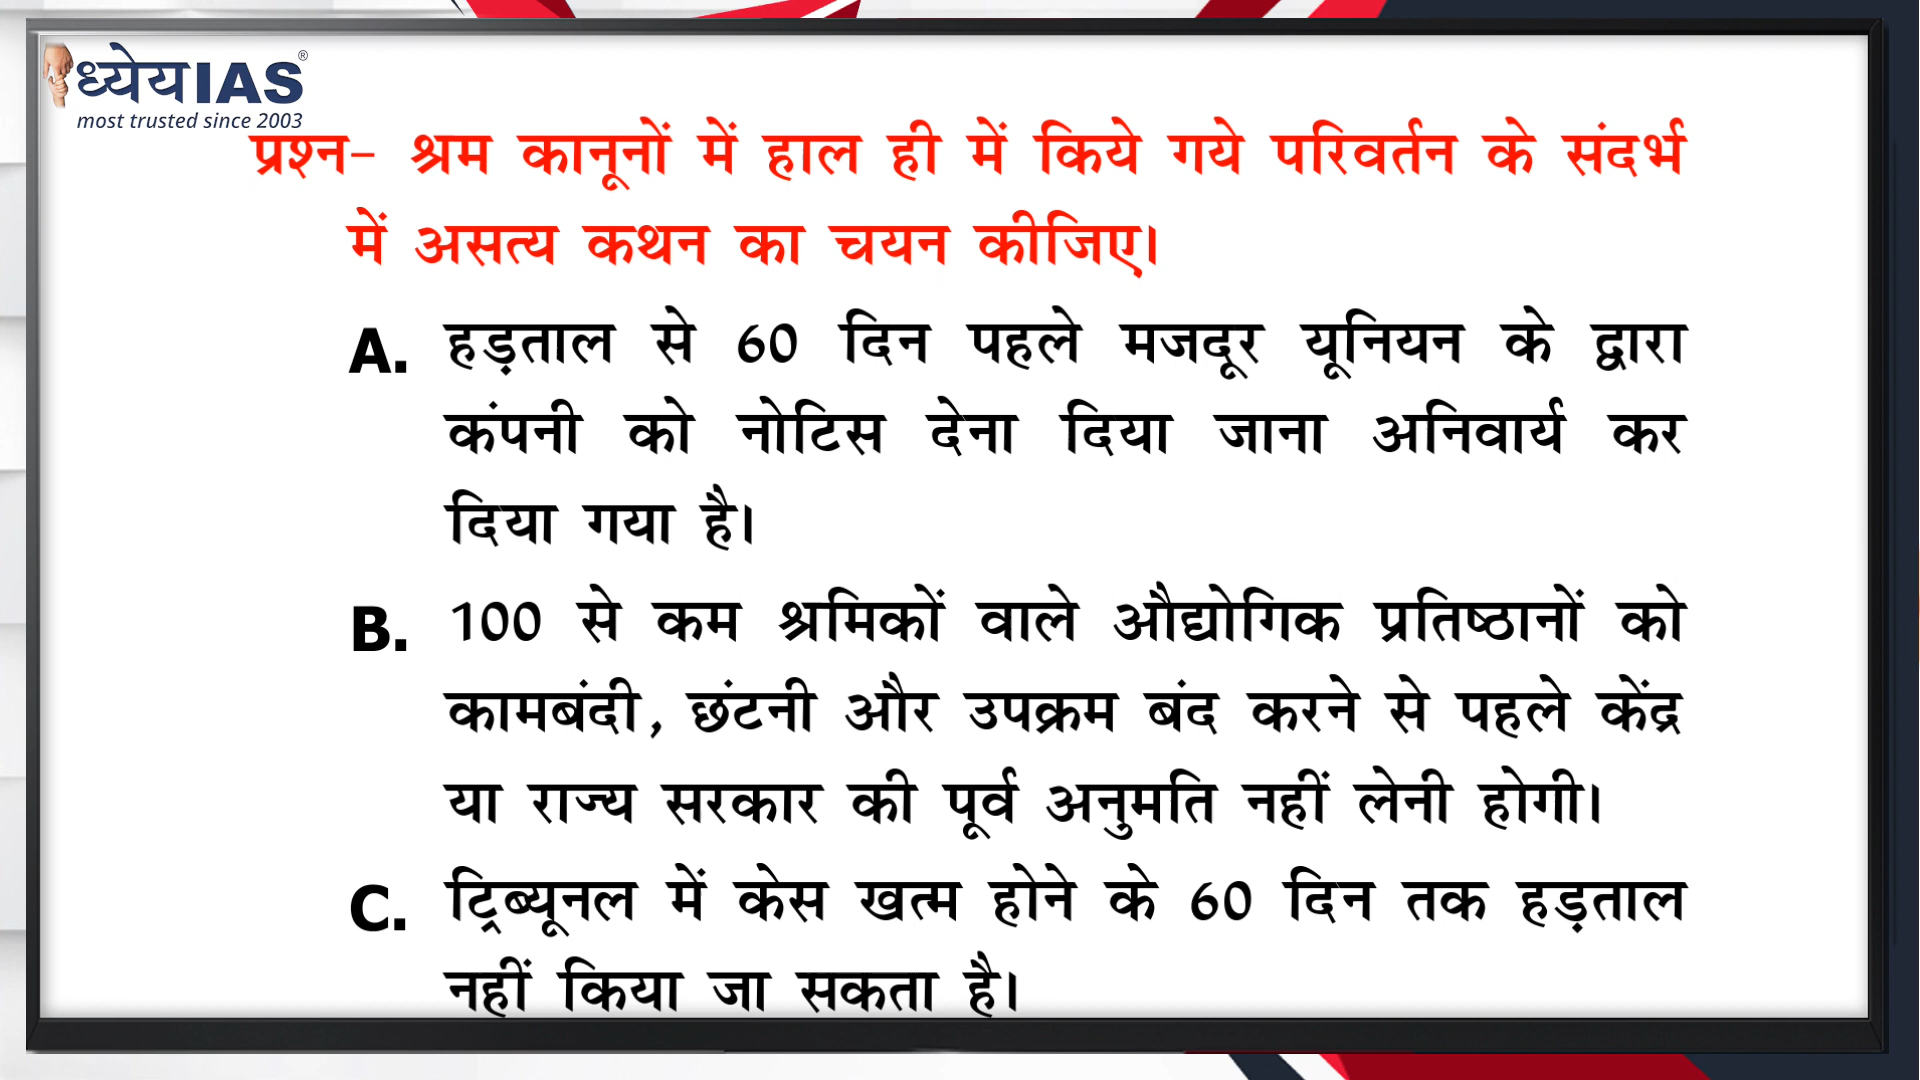 ध्येयIAS®
most trusted since 2003
प्रश्न- श्रम कानूनों में हाल ही में किये गये परिवर्तन के संदर्भ
में असत्य कथन का चयन कीजिए।
A. हड़ताल से 60 दिन पहले मजदूर यूनियन के द्वारा
कंपनी को नोटिस देना दिया जाना अनिवार्य कर
दिया गया है।
B. 100 से कम श्रमिकों वाले औद्योगिक प्रतिष्ठानों को
कामबंदी, छंटनी और उपक्रम बंद करने से पहले केंद्र
या राज्य सरकार की पूर्व अनुमति नहीं लेनी होगी।
C. ट्रिब्यूनल में केस खत्म होने के 60 दिन तक हड़ताल
नहीं किया जा सकता है।